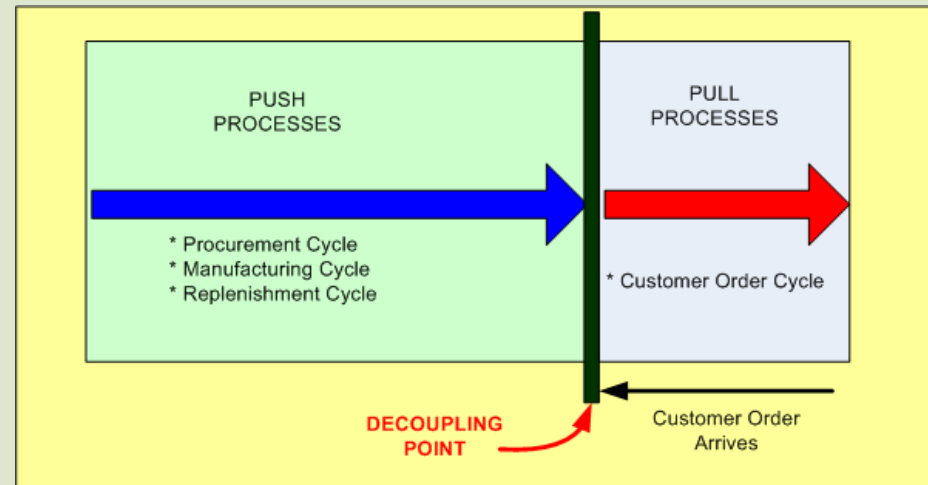 PUSH
PROCESSES
PULL
PROCESSES
* Procurement Cycle
* Manufacturing Cycle
* Replenishment Cycle
* Customer Order Cycle
DECOUPLING
POINT
Customer Order
Arrives